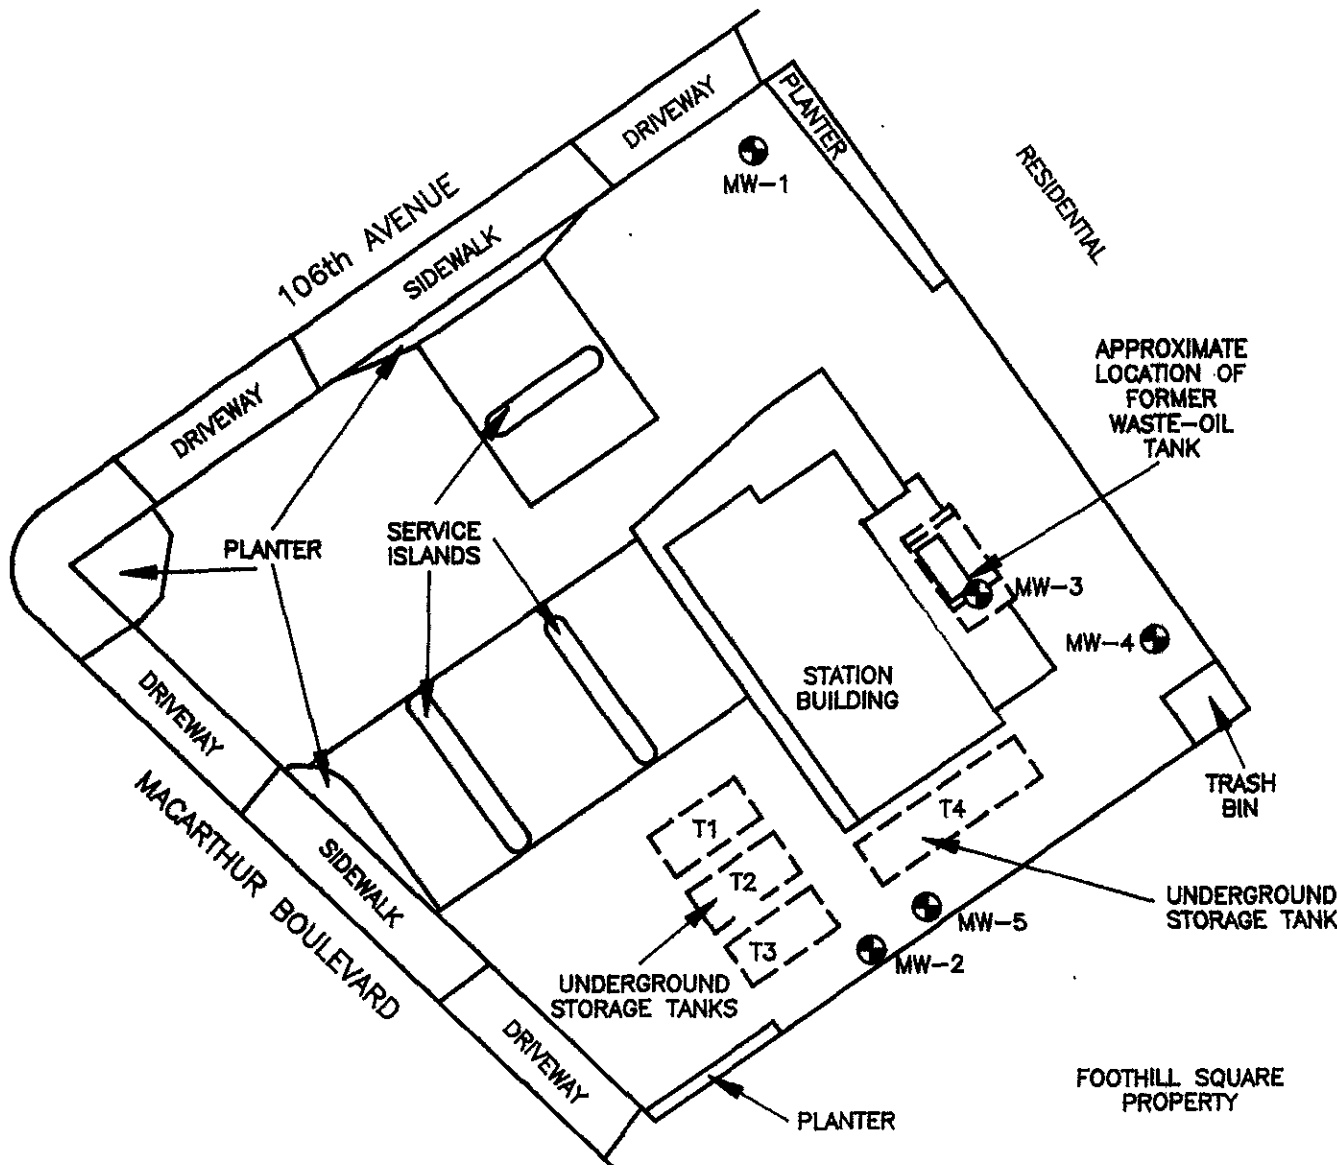 DRIVEWAY
PLANTER
MW-1
RESIDENTIAL
106th AVENUE
SIDEWALK
DRIVEWAY
APPROXIMATE
LOCATION OF
FORMER
WASTE-OIL
TANK
PLANTER
SERVICE
ISLANDS
MW-3
MW-4
STATION
BUILDING
DRIVEWAY
MACARTHUR BOULEVARD
SIDEWALK
DRIVEWAY
T1
T2
T3
T4
TRASH
BIN
UNDERGROUND
STORAGE TANK
MW-5
MW-2
UNDERGROUND
STORAGE TANKS
PLANTER
FOOTHILL SQUARE
PROPERTY